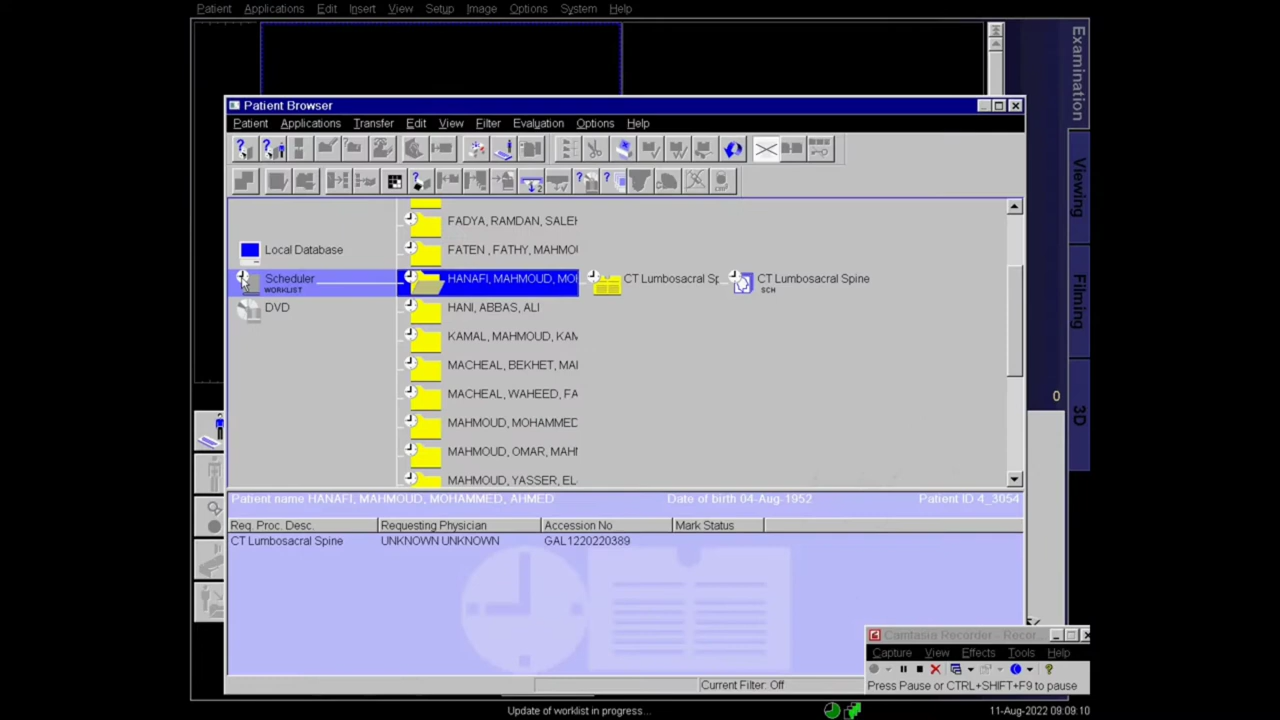 Patient Applications Edit Insert View Setup Image Options System Help
Examination
Viewing
Filming
3D
Patient Browser
Patient Applications Transfer Edit View Filter Evaluation Options Help
FADYA, RAMDAN, SALEH
Local Database FATEN , FATHY, MAHMOU
Scheduler HANAFI, MAHMOUD, MO CT Lumbosacral Sp CT Lumbosacral Spine
WORKLIST SCH
DVD HANI, ABBAS, ALI
KAMAL, MAHMOUD, KAM
MACHEAL, BEKHET, MA
MACHEAL, WAHEED, FA
0
MAHMOUD, MOHAMMED
MAHMOUD, OMAR, MAH
MAHMOUD, YASSER, EL
Patient name HANAFI, MAHMOUD, MOHAMMED, AHMED Date of birth 04-Aug-1952 Patient ID 4_3054
Req. Proc. Desc. Requesting Physician Accession No Mark Status
CT Lumbosacral Spine UNKNOWN UNKNOWN GAL1220220389
Camtasia Recorder - Recor...
Capture View Effects Tools Help
Press Pause or CTRL+SHIFT+F9 to pause
Current Filter: Off
Update of worklist in progress... 11-Aug-2022 09:09:10